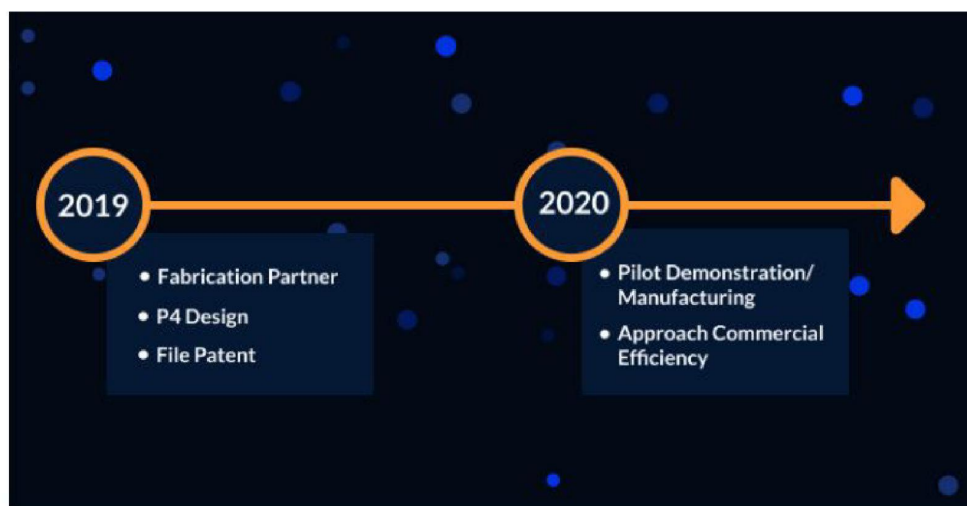 2019
2020
• Fabrication Partner
• P4 Design
• File Patent
• Pilot Demonstration/
Manufacturing
• Approach Commercial
Efficiency